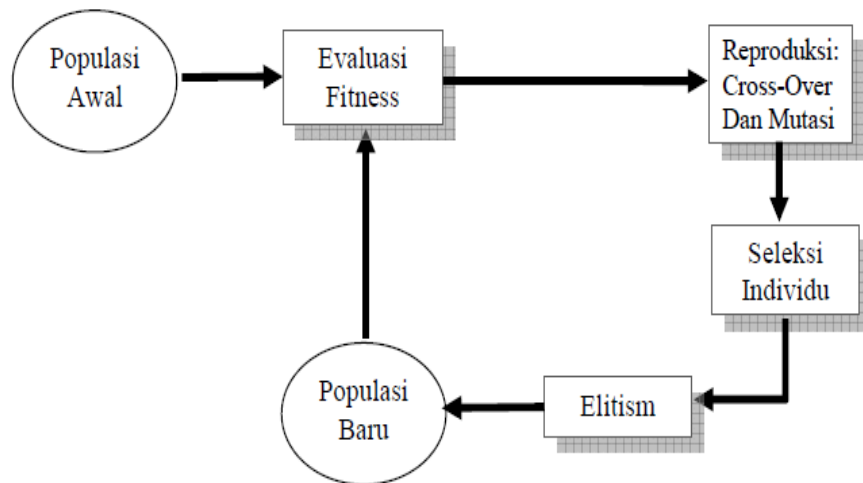 Populasi
Awal
Evaluasi
Fitness
Reproduksi:
Cross-Over
Dan Mutasi
Seleksi
Individu
Elitism
Populasi
Baru